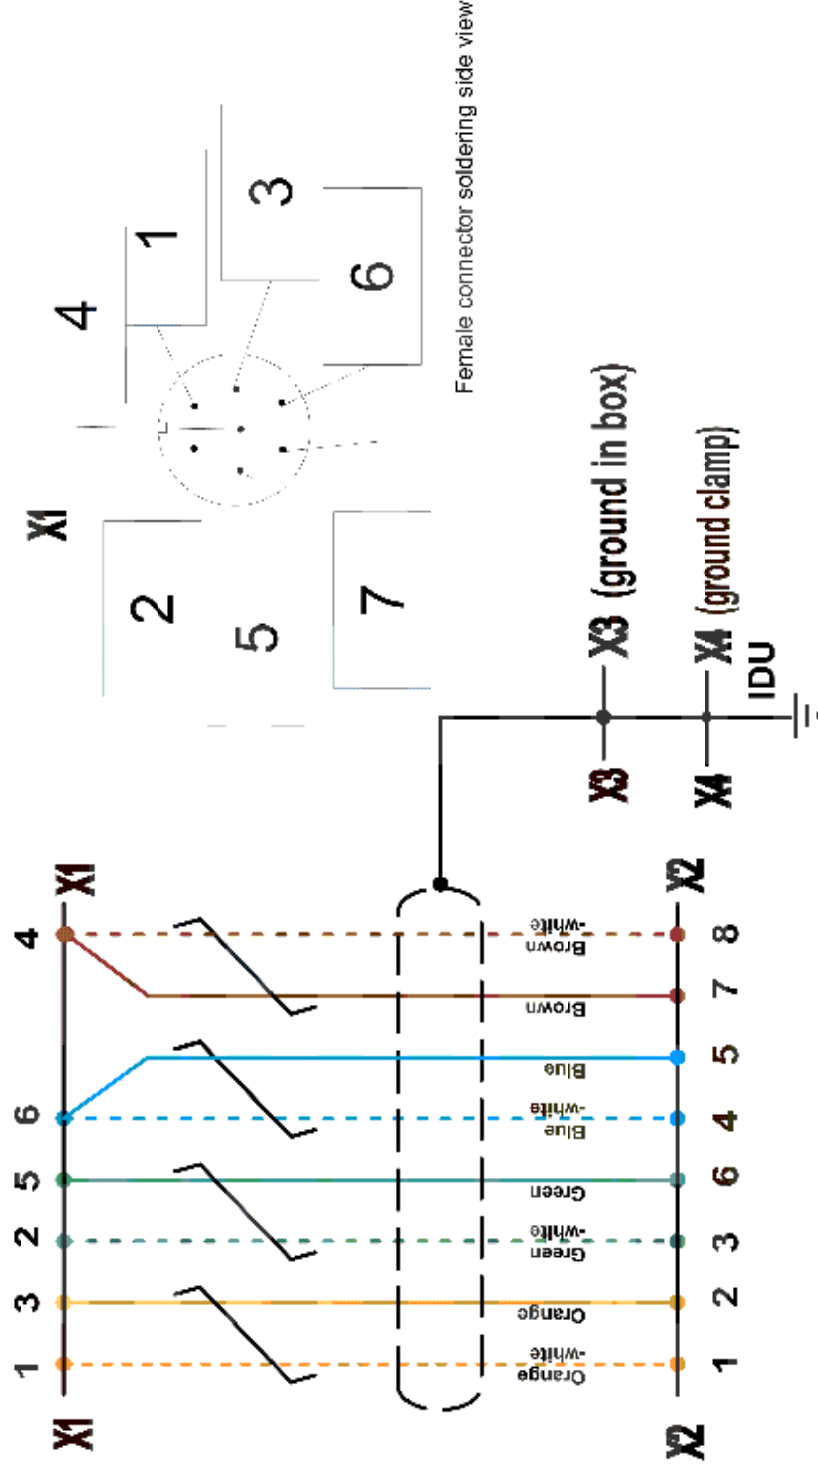 X1
4
1
3
6
2
5
7
Female connector soldering side view
X1
1
3
2
5
6
4
X1
Orange
-white
Orange
Green
-white
Green
Blue
-white
Blue
Brown
Brown
-white
X2
1
2
3
6
4
5
7
8
X2
X3
X3 (ground in box)
X4
X4 (ground clamp)
IDU